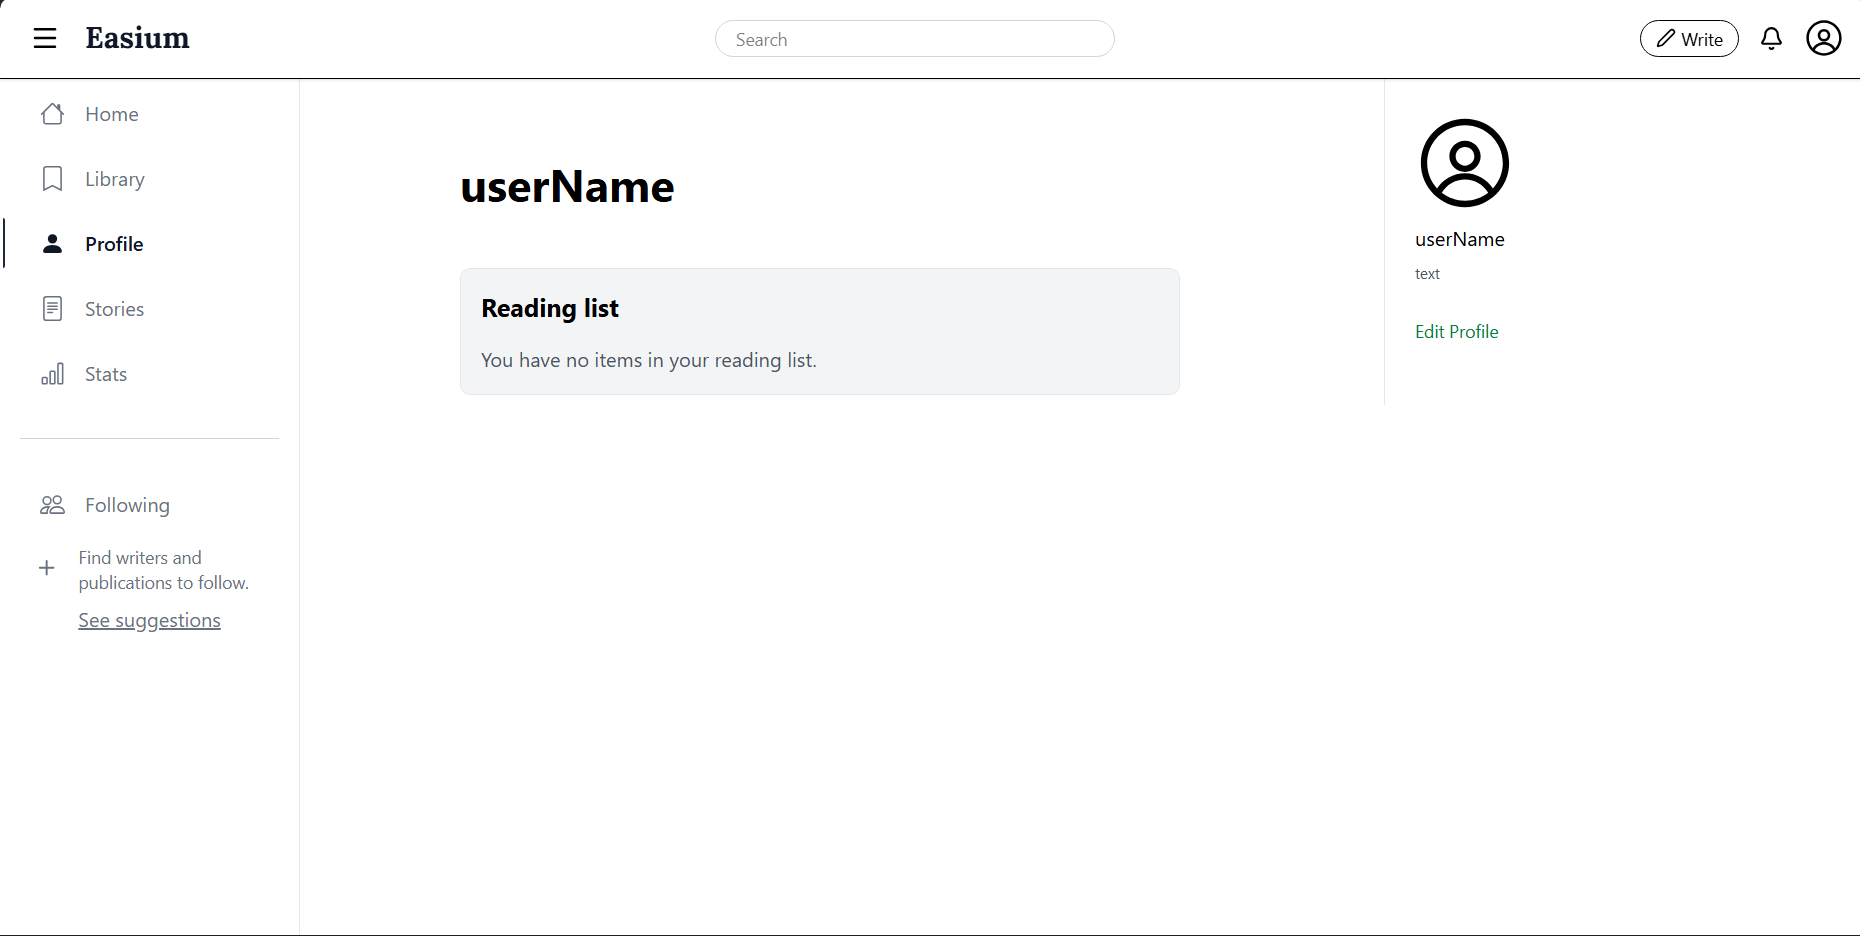 Easium
Search
Write
Home
Library
Profile
Stories
Stats
Following
Find writers and
publications to follow.
See suggestions
userName
Reading list
You have no items in your reading list.
userName
text
Edit Profile